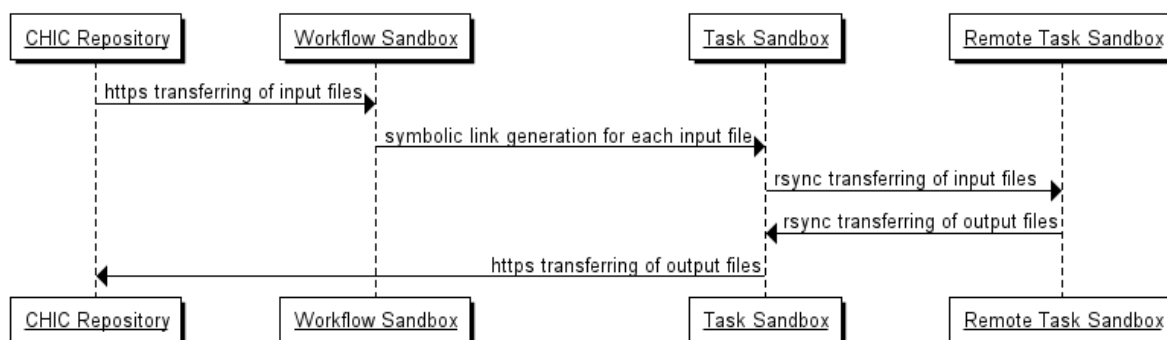 CHIC Repository
Workflow Sandbox
Task Sandbox
Remote Task Sandbox
https transferring of input files
symbolic link generation for each input file
rsync transferring of input files
rsync transferring of output files
https transferring of output files
CHIC Repository
Workflow Sandbox
Task Sandbox
Remote Task Sandbox